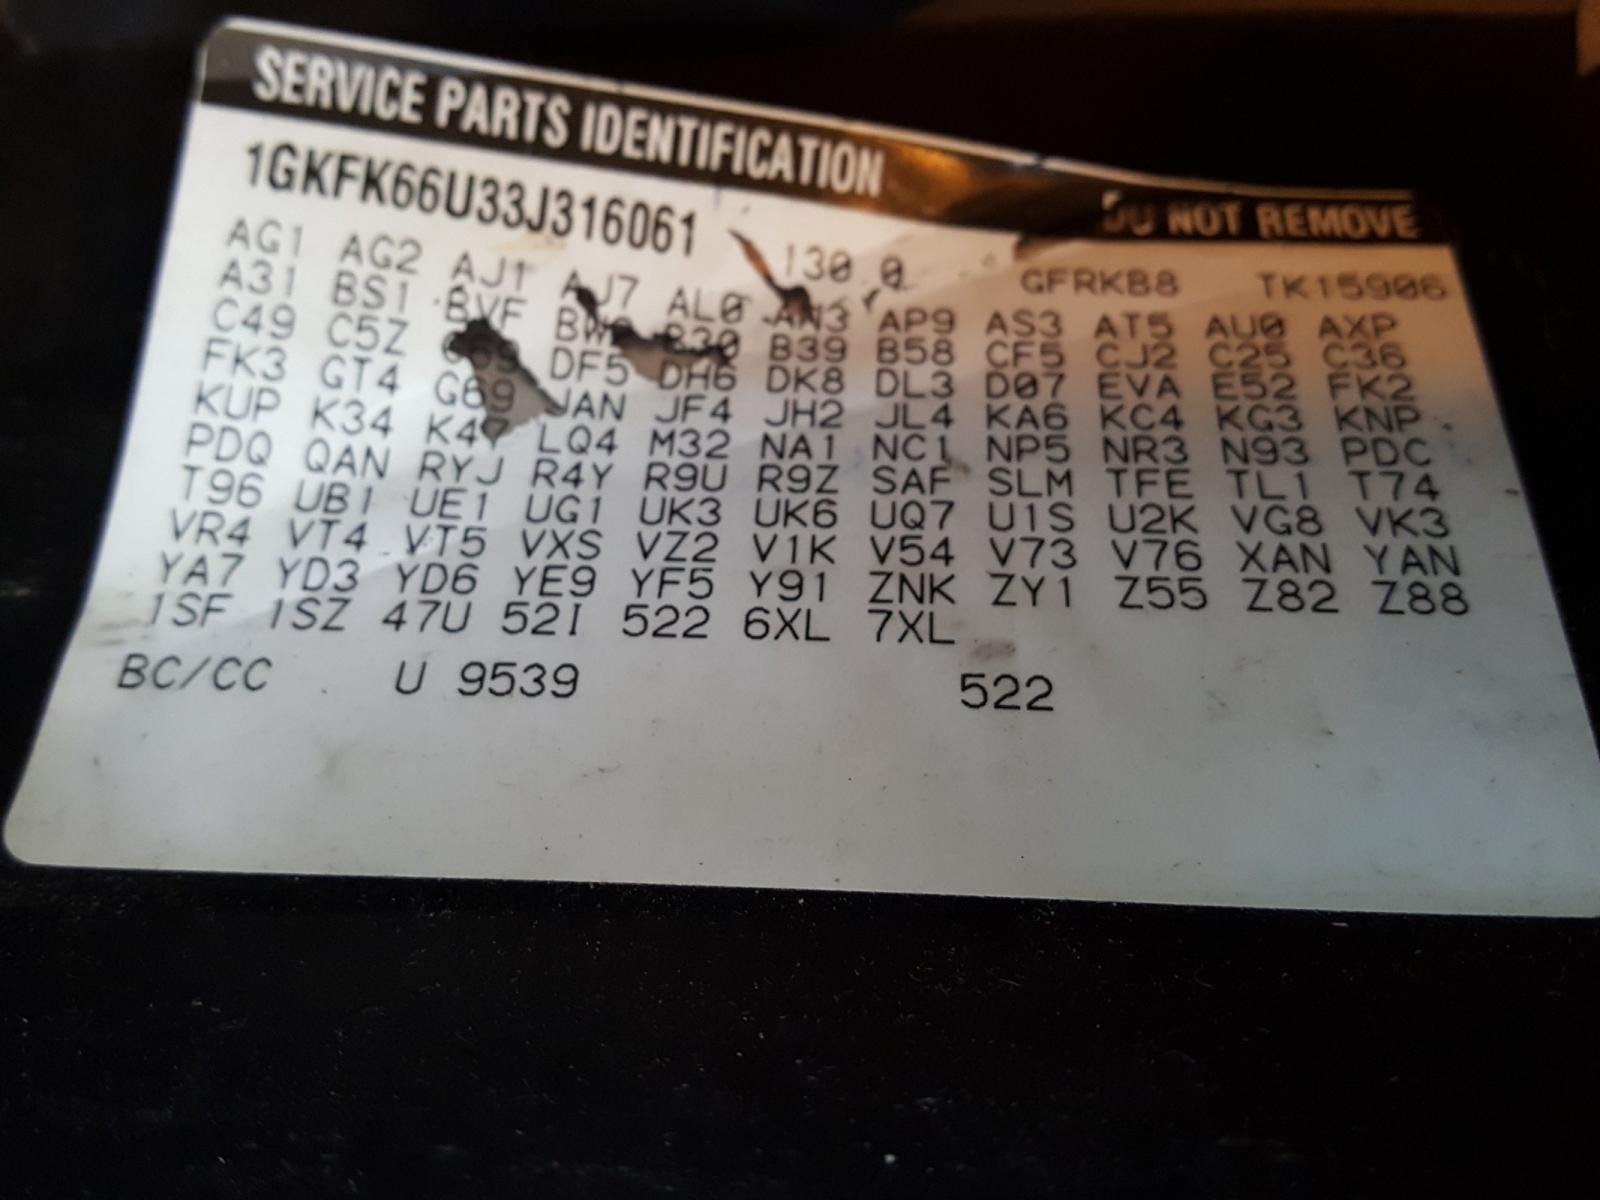 SERVICE PARTS IDENTIFICATION DO NOT REMOVE
1GKFK66U33J316061 130.0 GFRKB8 TK15906
AG1 AG2 AJ1 AJ7 AL0 AN3 AP9 AS3 AT5 AU0 AXP
A31 BS1 BVF B30 B39 B58 CF5 CJ2 C25 C36
C49 C5Z DF5 DH6 DK8 DL3 D07 EVA E52 FK2
FK3 GT4 G69 JAN JF4 JH2 JL4 KA6 KC4 KG3 KNP
KUP K34 K47 LQ4 M32 NA1 NC1 NP5 NR3 N93 PDC
PDQ QAN RYJ R4Y R9U R9Z SAF SLM TFE TL1 T74
T96 UB1 UE1 UG1 UK3 UK6 UQ7 U1S U2K VG8 VK3
VR4 VT4 VT5 VXS VZ2 V1K V54 V73 V76 XAN YAN
YA7 YD3 YD6 YE9 YF5 Y91 ZNK ZY1 Z55 Z82 Z88
1SF 1SZ 47U 52I 522 6XL 7XL
BC/CC U 9539 522